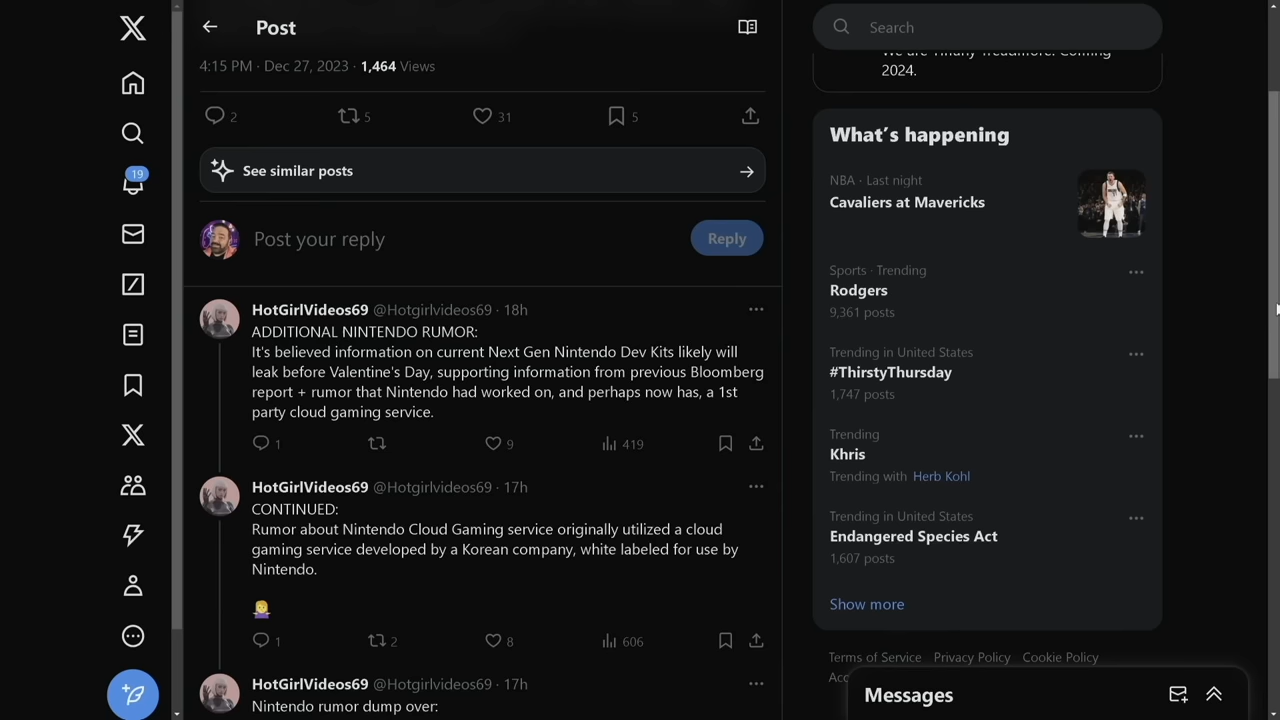 Post
4:15 PM · Dec 27, 2023 · 1,464 Views
2
5
31
5
See similar posts
Post your reply
Reply
HotGirlVideos69 @Hotgirlvideos69 · 18h
ADDITIONAL NINTENDO RUMOR:
It's believed information on current Next Gen Nintendo Dev Kits likely will
leak before Valentine's Day, supporting information from previous Bloomberg
report + rumor that Nintendo had worked on, and perhaps now has, a 1st
party cloud gaming service.
1
9
419
HotGirlVideos69 @Hotgirlvideos69 · 17h
CONTINUED:
Rumor about Nintendo Cloud Gaming service originally utilized a cloud
gaming service developed by a Korean company, white labeled for use by
Nintendo.
1
2
8
606
HotGirlVideos69 @Hotgirlvideos69 · 17h
Nintendo rumor dump over:
19
Search
2024.
What's happening
NBA · Last night
Cavaliers at Mavericks
Sports · Trending
Rodgers
9,361 posts
Trending in United States
#ThirstyThursday
1,747 posts
Trending
Khris
Trending with Herb Kohl
Trending in United States
Endangered Species Act
1,607 posts
Show more
Terms of Service Privacy Policy Cookie Policy
Messages